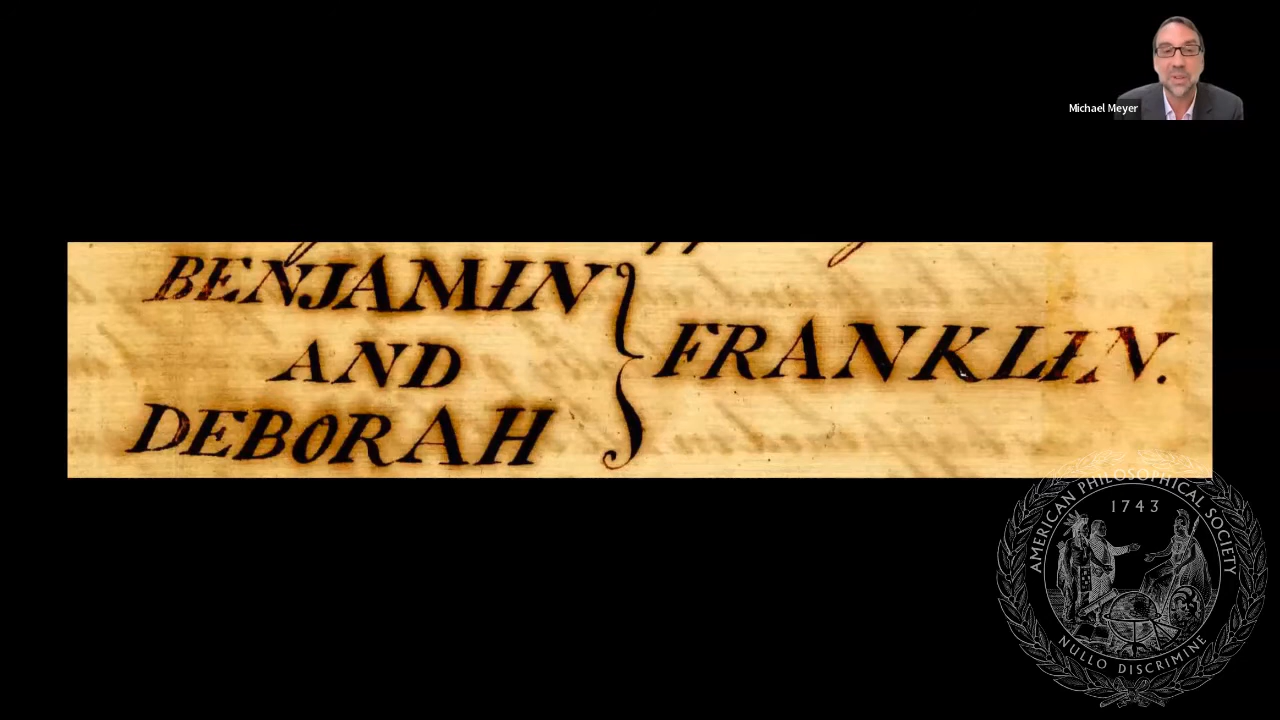 Michael Meyer
BENJAMIN
AND
DEBORAH
FRANKLIN.
AMERICAN PHILOSOPHICAL SOCIETY
1743
NULLO DISCRIMINE